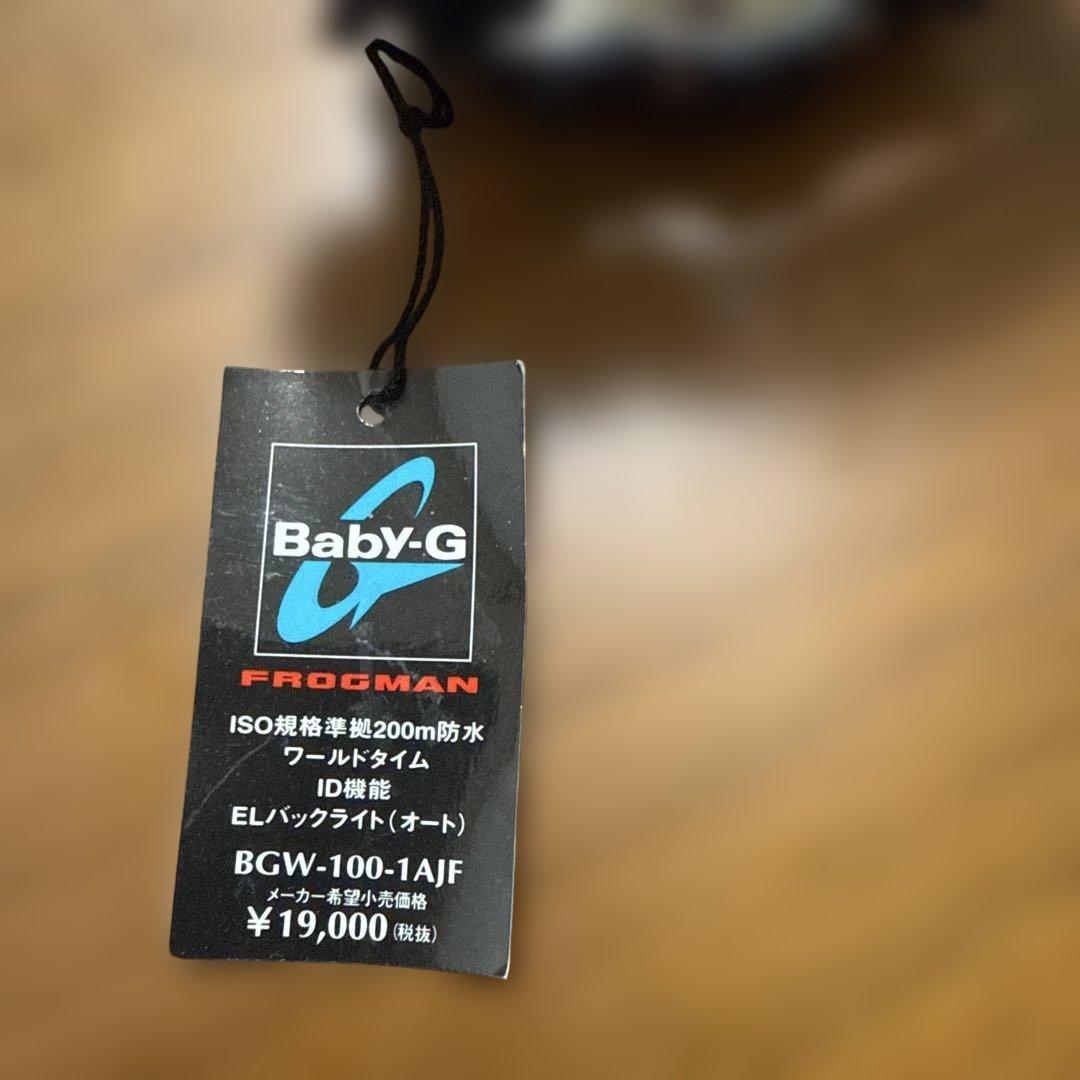 Baby-G
FROGMAN
ISO規格準拠200m防水
ワールドタイム
ID機能
ELバックライト(オート)
BGW-100-1AJF
メーカー希望小売価格
¥19,000(税抜)